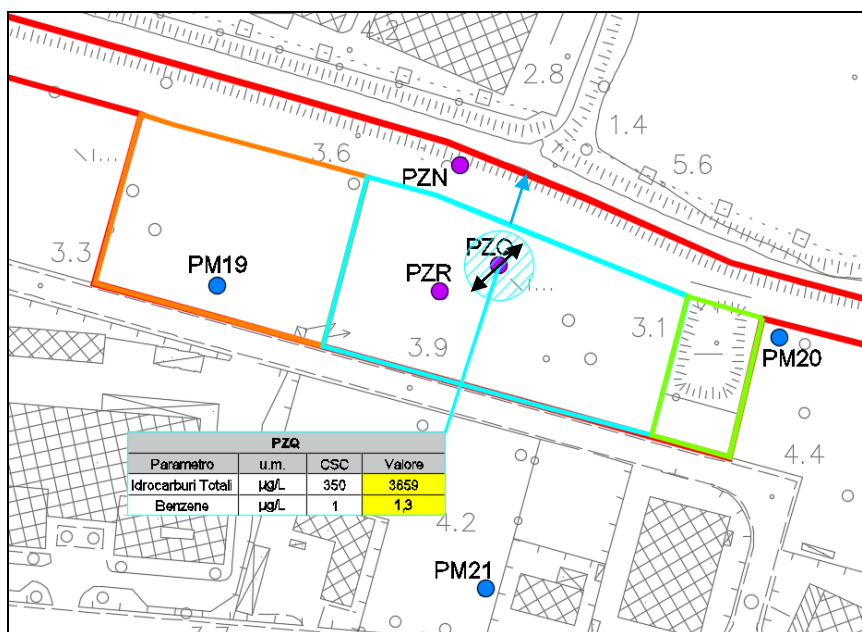 4.2
2.8
1.4
5.6
3.6
PZN
PZQ
3.3
PM19
PZR
3.1
PM20
3.9
4.4
PZQ
Parametro u.m. CSC Valore
Idrocarburi Totali µg/L 350 3659
Benzene µg/L 1 1,3
4.2
PM21